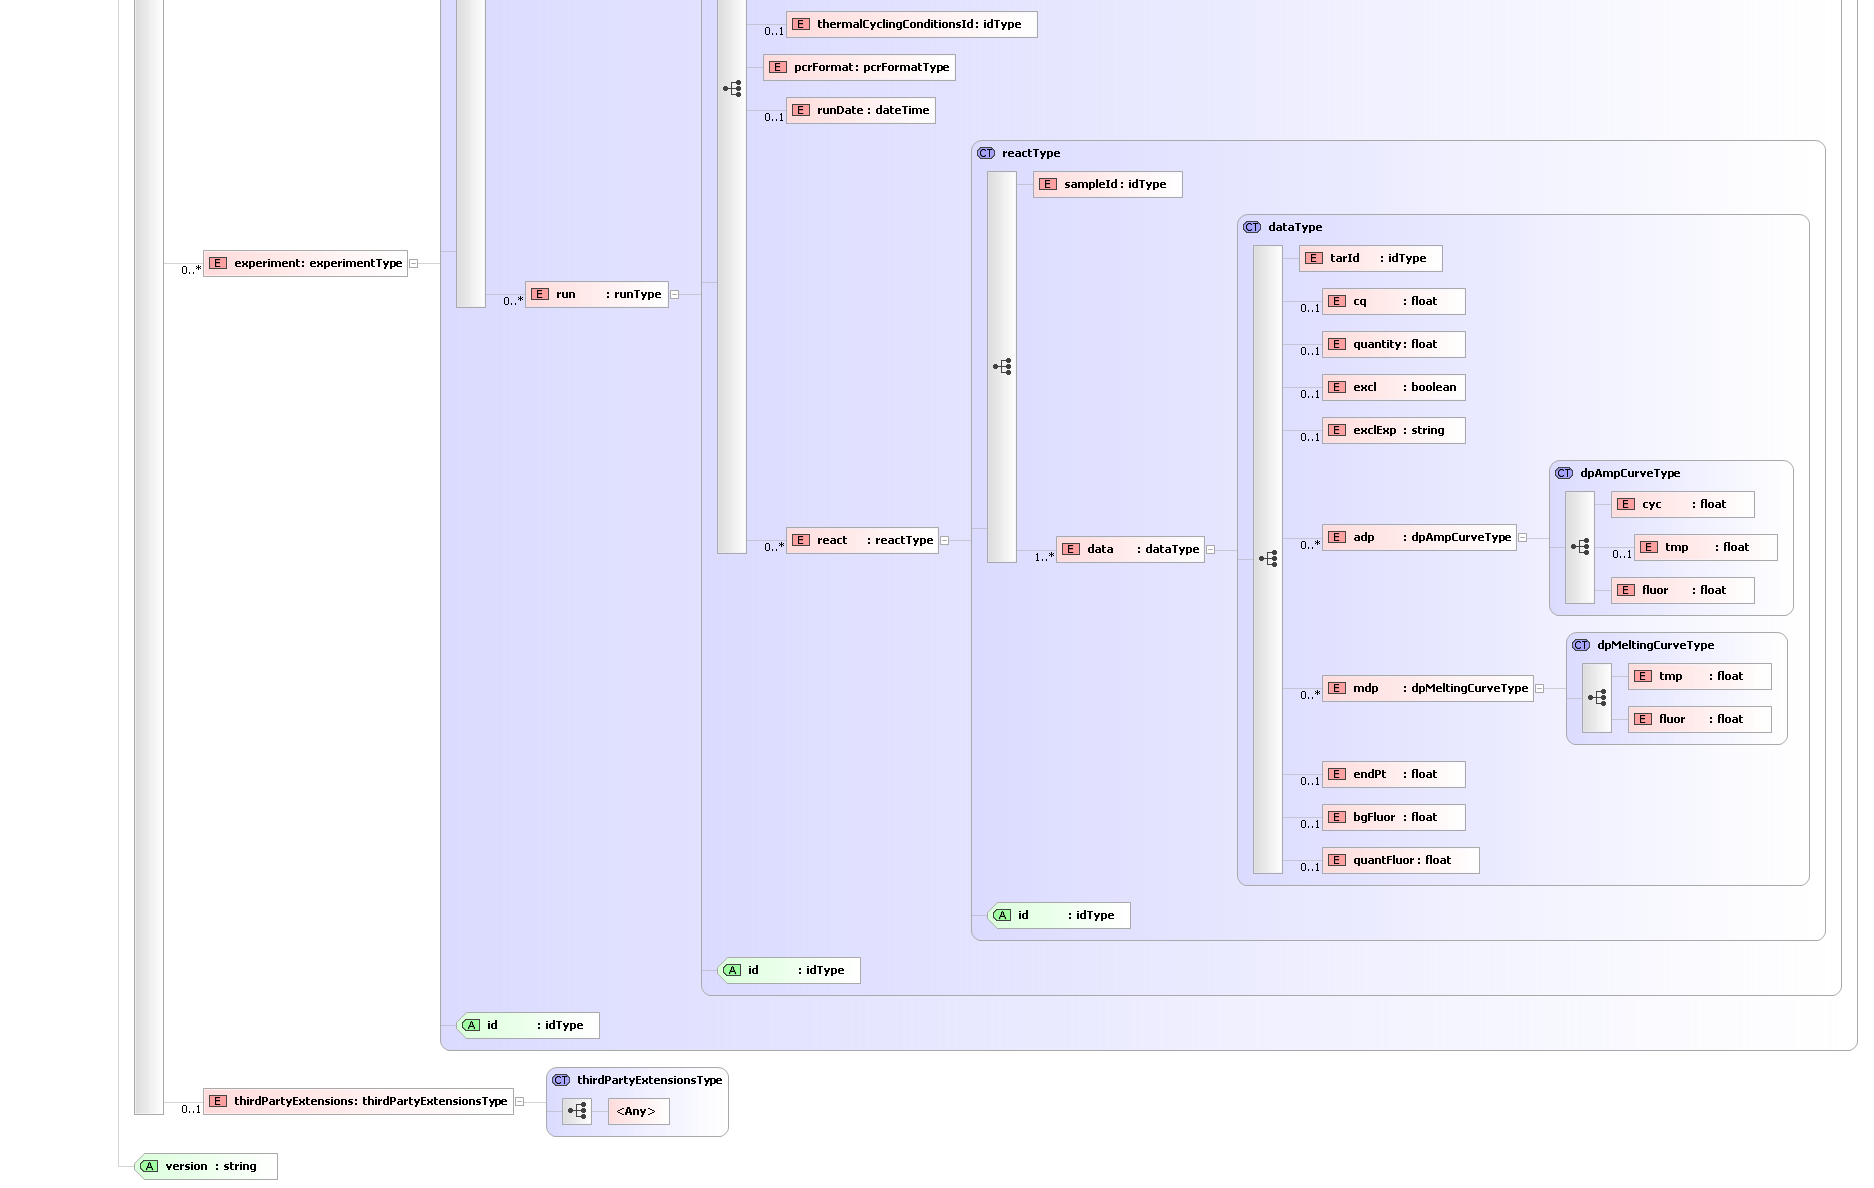 E thermalCyclingConditionsId: idType
0..1
E pcrFormat: pcrFormatType
E runDate : dateTime
0..1
CT reactType
E sampleId : idType
CT dataType
E tarId : idType
E experiment: experimentType
0..*
E run : runType
0..*
E cq : float
0..1
E quantity : float
0..1
E excl : boolean
0..1
E exclExp : string
0..1
CT dpAmpCurveType
E cyc : float
E react : reactType
0..*
E data : dataType
1..*
E adp : dpAmpCurveType
0..*
E tmp : float
0..1
E fluor : float
CT dpMeltingCurveType
E tmp : float
E mdp : dpMeltingCurveType
0..*
E fluor : float
E endPt : float
0..1
E bgFluor : float
0..1
E quantFluor : float
0..1
A id : idType
A id : idType
A id : idType
CT thirdPartyExtensionsType
E thirdPartyExtensions: thirdPartyExtensionsType
0..1
<Any>
A version : string